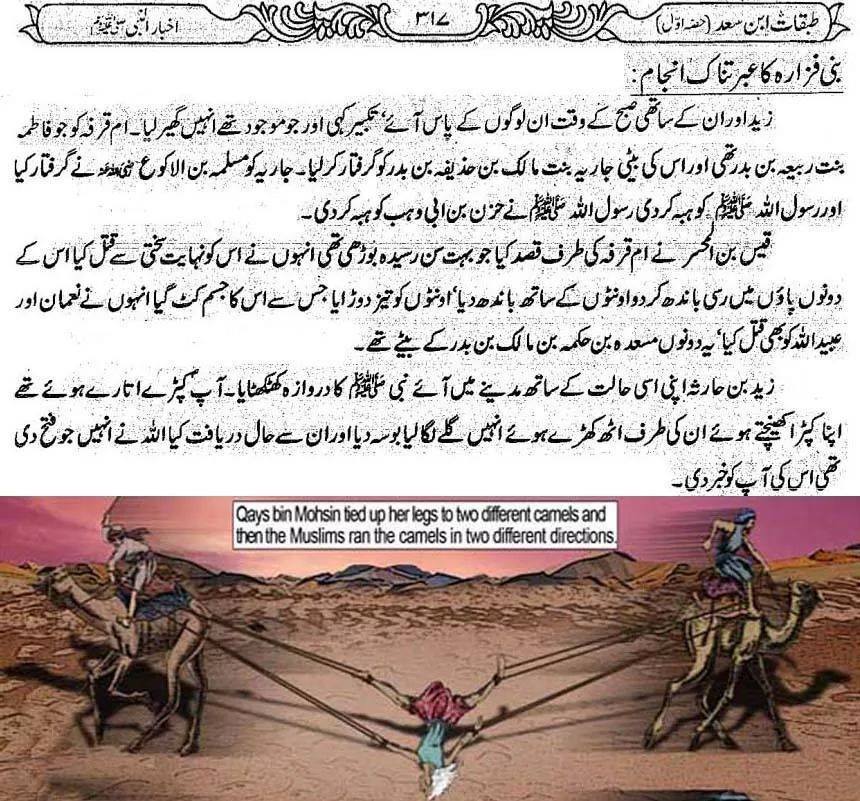 طبقات ابن سعد (حصّہ اوّل)
۳۱۷
اخبار النبی ﷺ
بنی فزارہ کا عبرتناک انجام:
زید اور ان کے ساتھی صبح کے وقت ان لوگوں کے پاس آئے' تکبیر کہی اور جو موجود تھے انہیں گھیر لیا۔ ام قرفہ کو جو فاطمہ
بنت ربیعہ بن بدر تھی اور اس کی بیٹی جاریہ بنت مالک بن حذیفہ بن بدر کو گرفتار کر لیا۔ جاریہ کو مسلمہ بن الاکوع رضی اللہ عنہ نے گرفتار کیا
اور رسول اللہ ﷺ کو ہبہ کر دی رسول اللہ ﷺ نے حزن بن ابی وہب کو ہبہ کر دی۔
قیس بن المحسر نے ام قرفہ کی طرف قصد کیا جو بہت سن رسیدہ بوڑھی تھی انہوں نے اس کو نہایت سختی سے قتل کیا اس کے
دونوں پاؤں میں رسی باندھ کر دو اونٹوں کے ساتھ باندھ دیا' اونٹوں کو تیز دوڑایا جس سے اس کا جسم کٹ گیا انہوں نے نعمان اور
عبید اللہ کو بھی قتل کیا' یہ دونوں مسعدہ بن حکمہ بن مالک بن بدر کے بیٹے تھے۔
زید بن حارثہ اپنی اسی حالت کے ساتھ مدینے میں آئے نبی ﷺ کا دروازہ کھٹکھٹایا۔ آپ کپڑے اتارے ہوئے تھے
اپنا کپڑا کھینچتے ہوئے ان کی طرف اٹھ کھڑے ہوئے انہیں گلے لگا لیا بوسہ دیا اور ان سے حال دریافت کیا اللہ نے انہیں جو فتح دی
تھی اس کی آپ کو خبر دی۔
Qays bin Mohsin tied up her legs to two different camels and
then the Muslims ran the camels in two different directions.